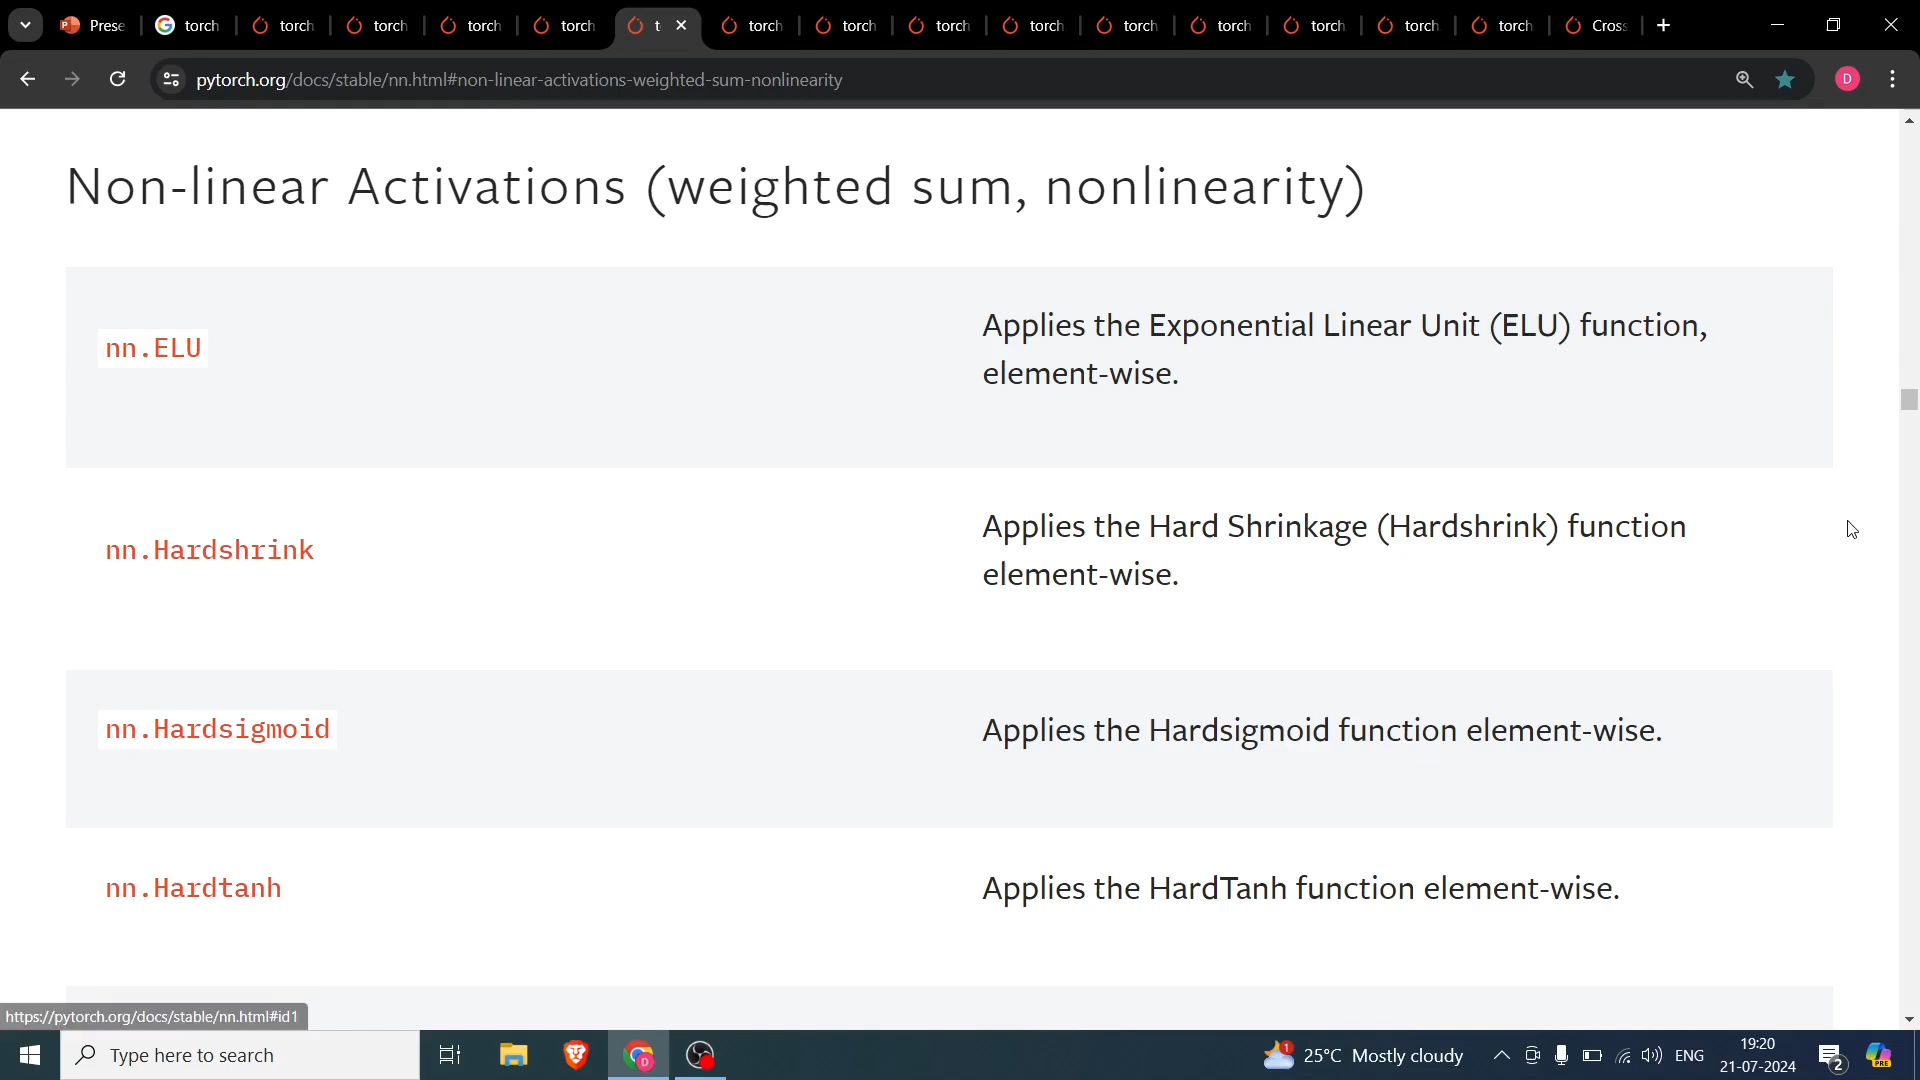 Prese torch torch torch torch torch t torch torch torch torch torch torch torch torch torch Cross
pytorch.org/docs/stable/nn.html#non-linear-activations-weighted-sum-nonlinearity D
Non-linear Activations (weighted sum, nonlinearity)
nn.ELU
Applies the Exponential Linear Unit (ELU) function,
element-wise.
nn.Hardshrink
Applies the Hard Shrinkage (Hardshrink) function
element-wise.
nn.Hardsigmoid
Applies the Hardsigmoid function element-wise.
nn.Hardtanh
Applies the HardTanh function element-wise.
https://pytorch.org/docs/stable/nn.html#id1
Type here to search
1
25°C Mostly cloudy
ENG
19:20
21-07-2024
2
PRE